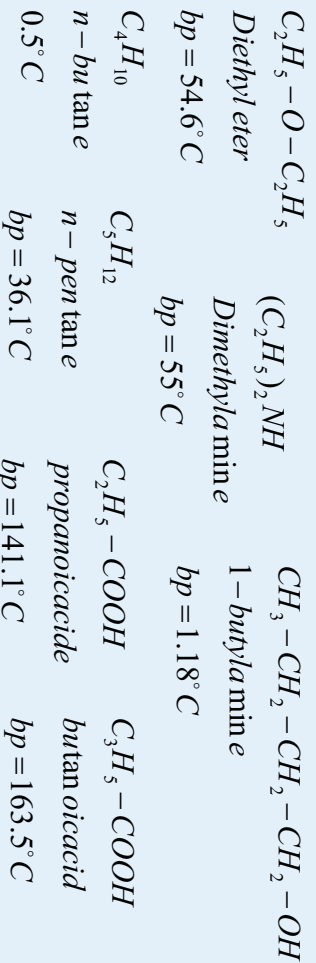 C₂H₅ − O − C₂H₅
Diethyl eter
bp = 54.6°C
(C₂H₅)₂NH
Dimethylamine
bp = 55°C
CH₃ − CH₂ − CH₂ − CH₂ − OH
1 − butylamine
bp = 1.18°C
C₄H₁₀
n − butane
0.5°C
C₅H₁₂
n − pentane
bp = 36.1°C
C₂H₅ − COOH
propanoicacide
bp = 141.1°C
C₃H₅ − COOH
butanoicacid
bp = 163.5°C